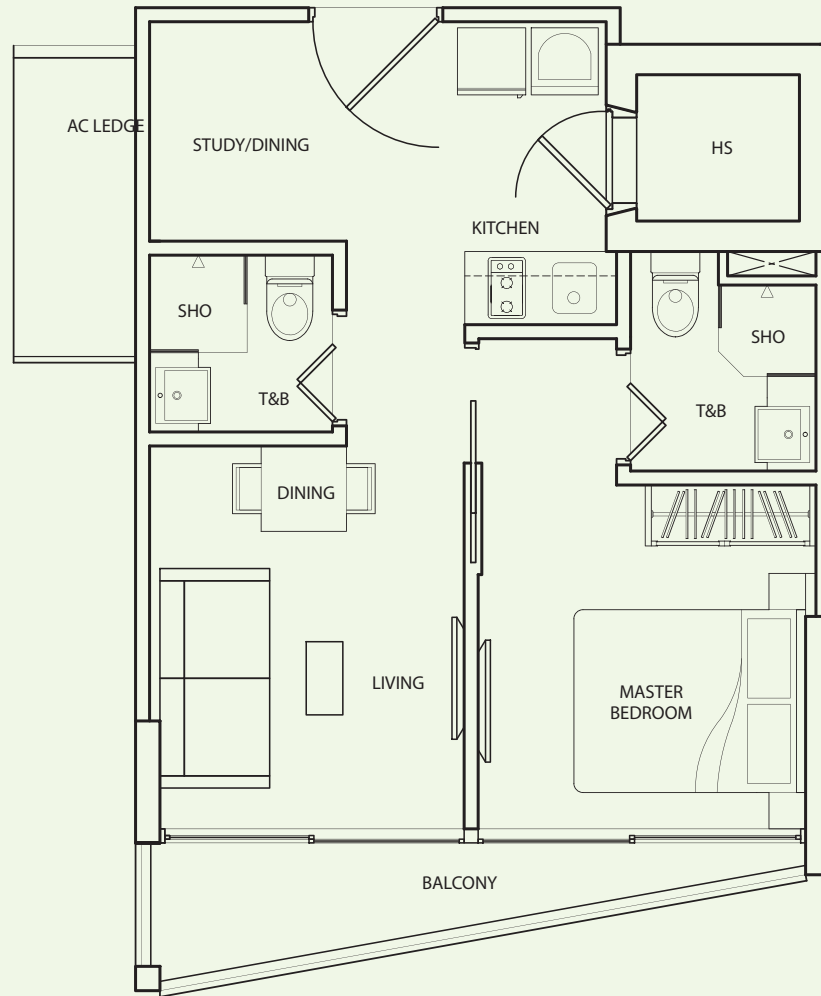 AC LEDGE
STUDY/DINING
HS
KITCHEN
SHO
SHO
T&B
T&B
DINING
LIVING
MASTER
BEDROOM
BALCONY